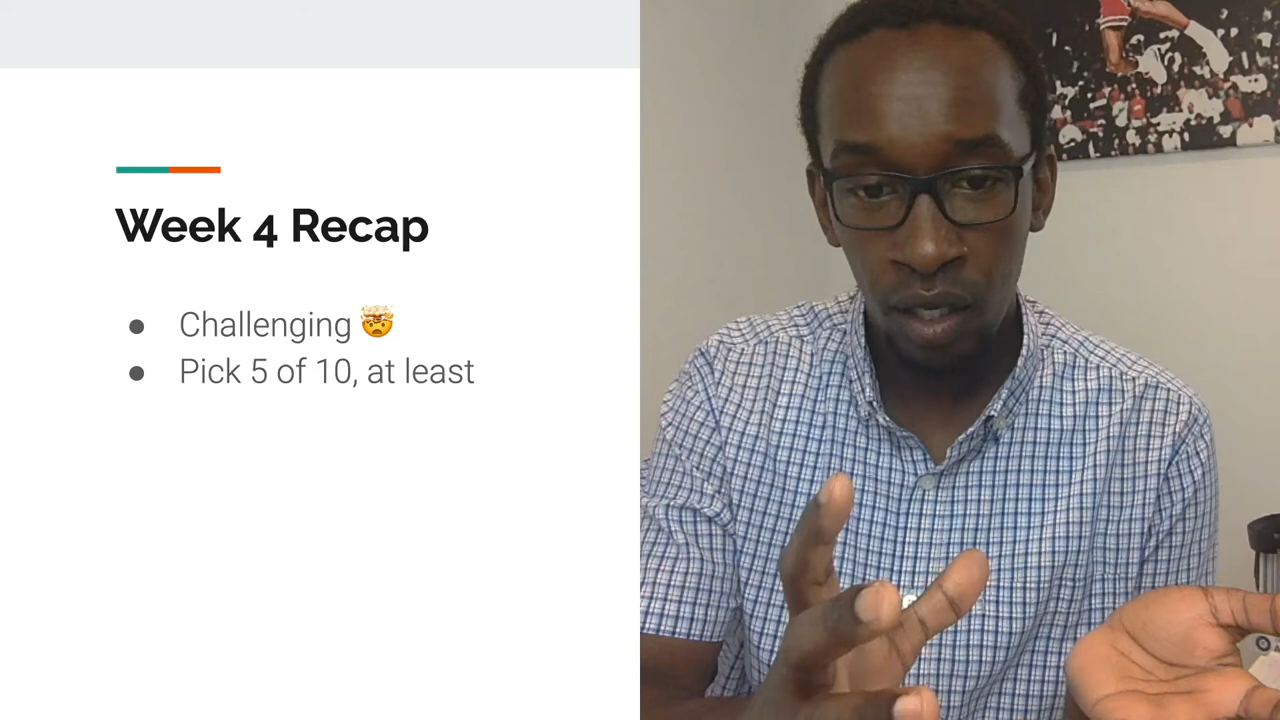 Week 4 Recap
● Challenging 🤯
● Pick 5 of 10, at least